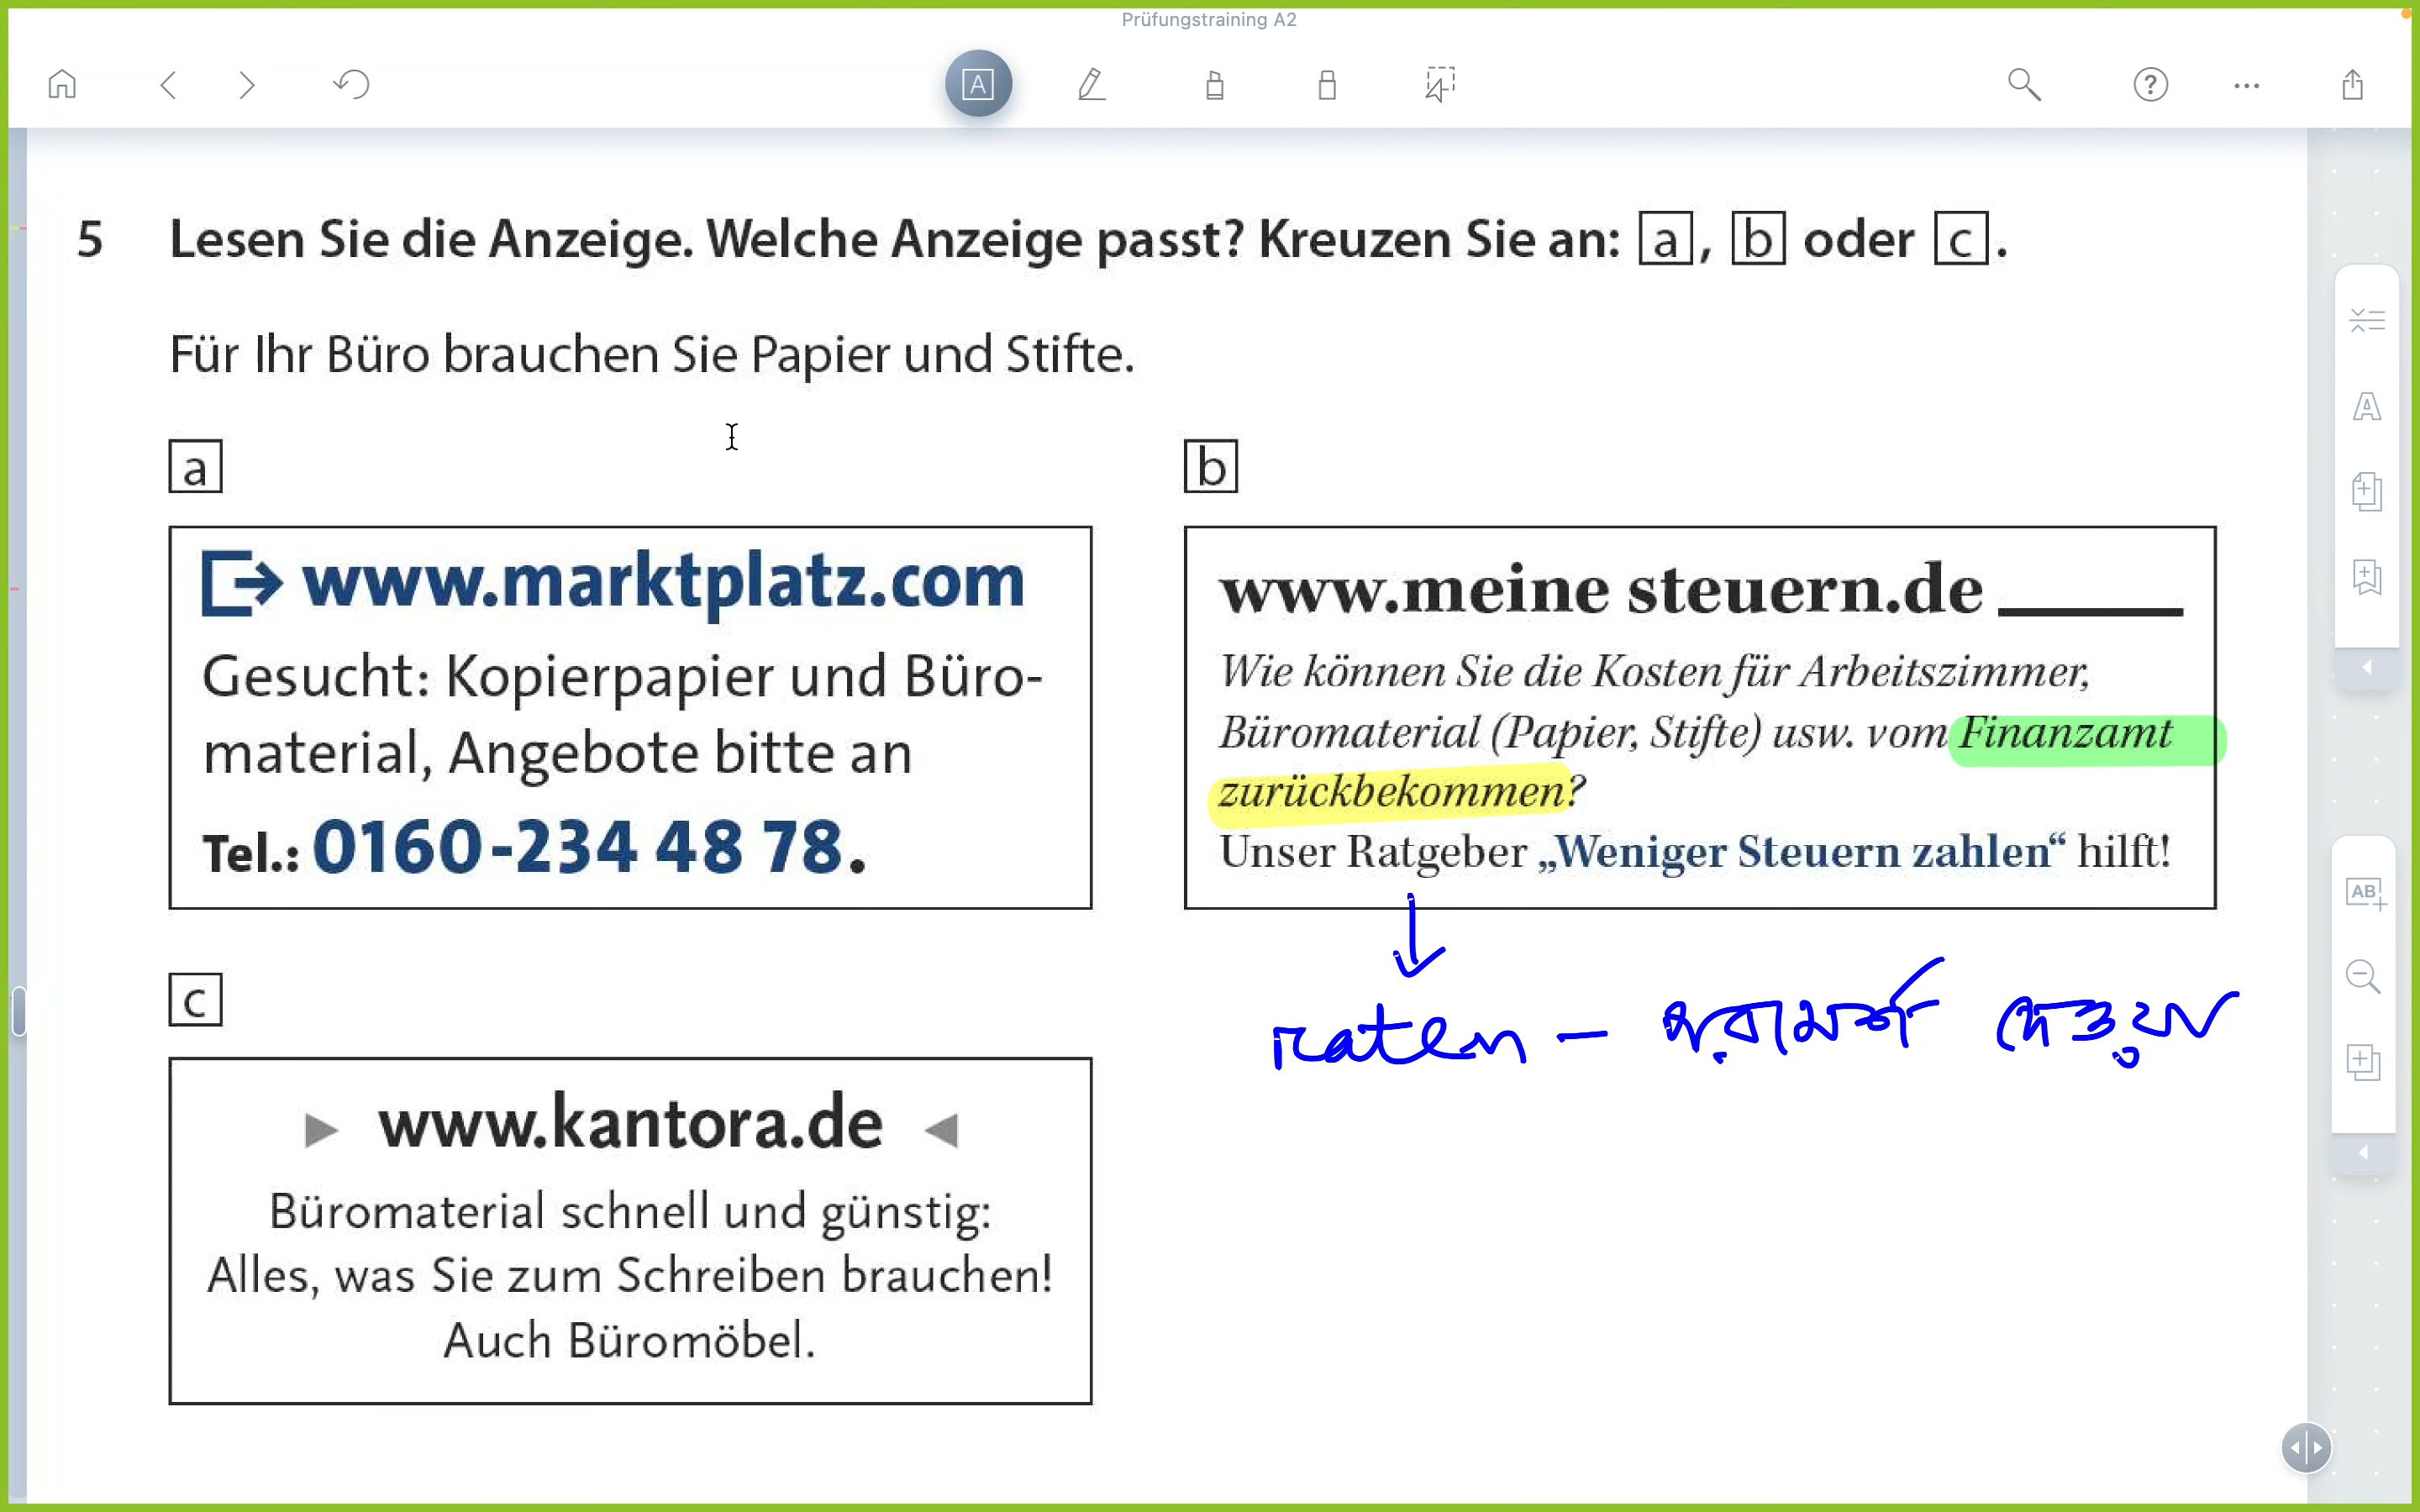 Prüfungstraining A2
5 Lesen Sie die Anzeige. Welche Anzeige passt? Kreuzen Sie an: a, b oder c.
Für Ihr Büro brauchen Sie Papier und Stifte.
a
www.marktplatz.com
Gesucht: Kopierpapier und Büro-
material, Angebote bitte an
Tel.: 0160-234 48 78.
b
www.meine steuern.de
Wie können Sie die Kosten für Arbeitszimmer,
Büromaterial (Papier, Stifte) usw. vom Finanzamt
zurückbekommen?
Unser Ratgeber „Weniger Steuern zahlen“ hilft!
raten – পরামর্শ দেওয়া
c
www.kantora.de
Büromaterial schnell und günstig:
Alles, was Sie zum Schreiben brauchen!
Auch Büromöbel.